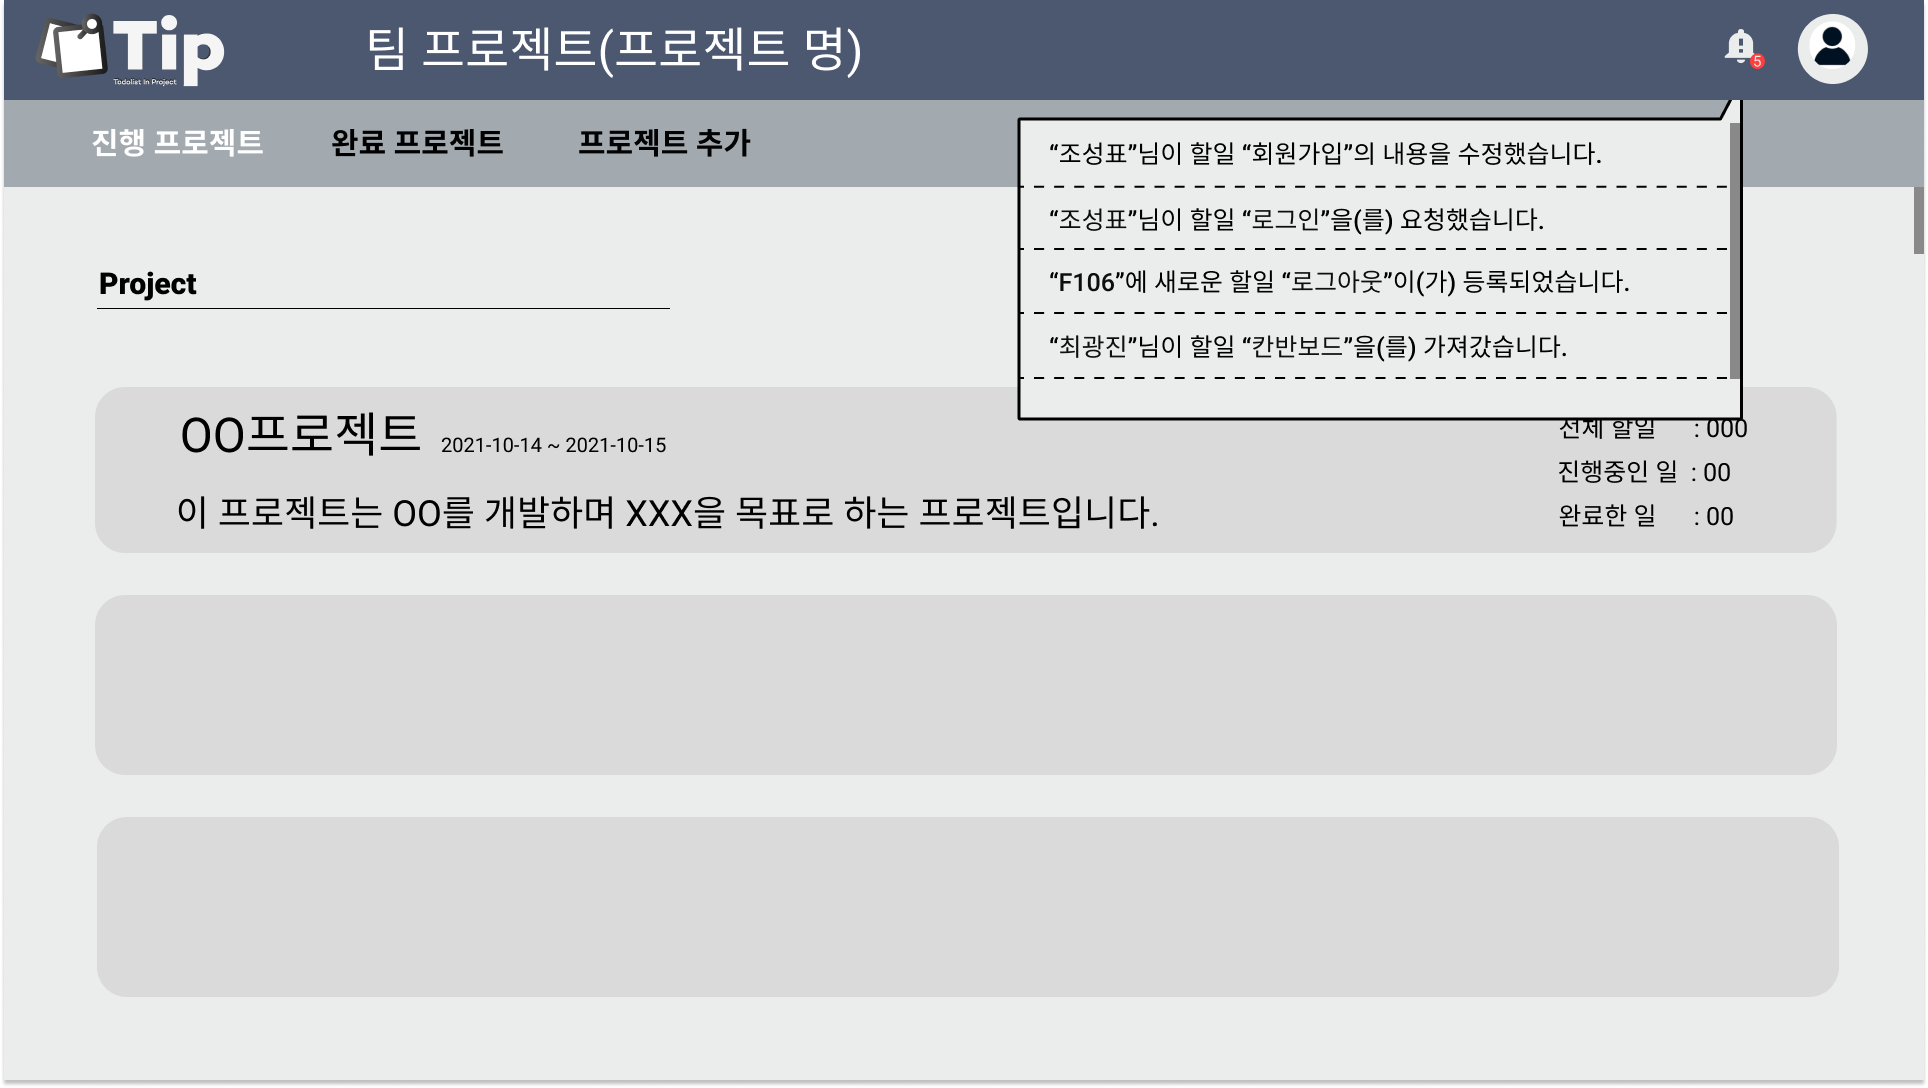 Tip
Todolist In Project
팀 프로젝트(프로젝트 명)
5
진행 프로젝트
완료 프로젝트
프로젝트 추가
“조성표”님이 할일 “회원가입”의 내용을 수정했습니다.
“조성표”님이 할일 “로그인”을(를) 요청했습니다.
“F106”에 새로운 할일 “로그아웃”이(가) 등록되었습니다.
“최광진”님이 할일 “칸반보드”을(를) 가져갔습니다.
Project
OO프로젝트 2021-10-14 ~ 2021-10-15
이 프로젝트는 OO를 개발하며 XXX을 목표로 하는 프로젝트입니다.
전체 할일 : 000
진행중인 일 : 00
완료한 일 : 00